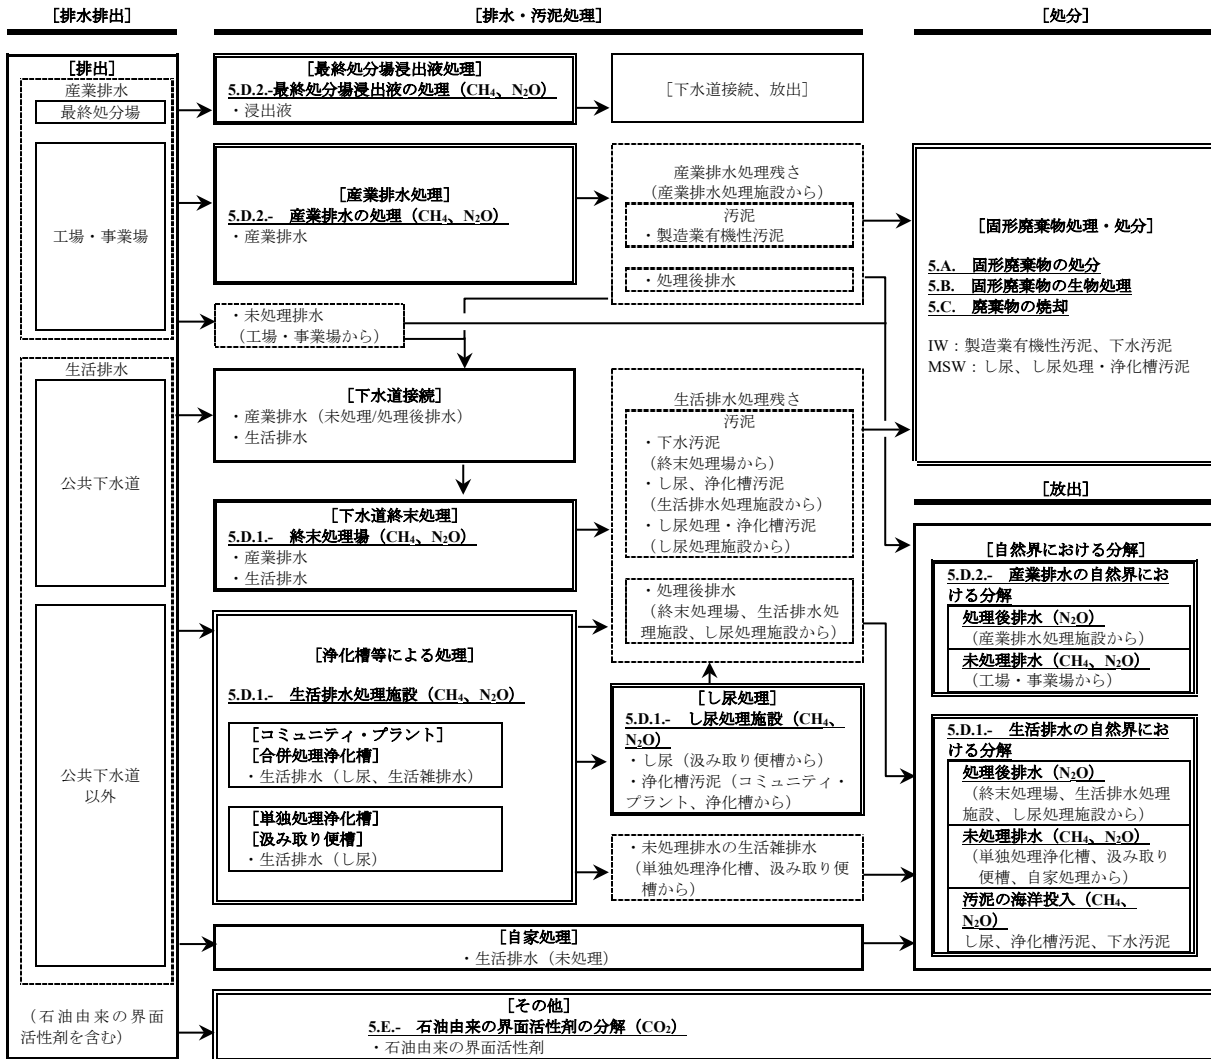 ［排水排出］
［排水・汚泥処理］
［処分］
［排出］
産業排水
最終処分場
工場・事業場
生活排水
公共下水道
公共下水道
以外
（石油由来の界面
活性剤を含む）
［最終処分場浸出液処理］
5.D.2.-最終処分場浸出液の処理（CH₄、N₂O）
・浸出液
［下水道接続、放出］
［産業排水処理］
5.D.2.-　産業排水の処理（CH₄、N₂O）
・産業排水
産業排水処理残さ
（産業排水処理施設から）
汚泥
・製造業有機性汚泥
・処理後排水
・未処理排水
（工場・事業場から）
［下水道接続］
・産業排水（未処理/処理後排水）
・生活排水
［下水道終末処理］
5.D.1.-　終末処理場（CH₄、N₂O）
・産業排水
・生活排水
生活排水処理残さ
汚泥
・下水汚泥
（終末処理場から）
・し尿、浄化槽汚泥
（生活排水処理施設から）
・し尿処理・浄化槽汚泥
（し尿処理施設から）
・処理後排水
（終末処理場、生活排水処
理施設、し尿処理施設から）
［浄化槽等による処理］
5.D.1.-　生活排水処理施設（CH₄、N₂O）
［コミュニティ・プラント］
［合併処理浄化槽］
・生活排水（し尿、生活雑排水）
［単独処理浄化槽］
［汲み取り便槽］
・生活排水（し尿）
［し尿処理］
5.D.1.-　し尿処理施設（CH₄、
N₂O）
・し尿（汲み取り便槽から）
・浄化槽汚泥（コミュニティ・
プラント、浄化槽から）
・未処理排水の生活雑排水
（単独処理浄化槽、汲み取り便
槽から）
［自家処理］
・生活排水（未処理）
［その他］
5.E.-　石油由来の界面活性剤の分解（CO₂）
・石油由来の界面活性剤
［固形廃棄物処理・処分］
5.A.　固形廃棄物の処分
5.B.　固形廃棄物の生物処理
5.C.　廃棄物の焼却
IW：製造業有機性汚泥、下水汚泥
MSW：し尿、し尿処理・浄化槽汚泥
［放出］
［自然界における分解］
5.D.2.-　産業排水の自然界にお
ける分解
処理後排水（N₂O）
（産業排水処理施設から）
未処理排水（CH₄、N₂O）
（工場・事業場から）
5.D.1.-　生活排水の自然界にお
ける分解
処理後排水（N₂O）
（終末処理場、生活排水処理
施設、し尿処理施設から）
未処理排水（CH₄、N₂O）
（単独処理浄化槽、汲み取り
便槽、自家処理から）
汚泥の海洋投入（CH₄、
N₂O）
し尿、浄化槽汚泥、下水汚泥